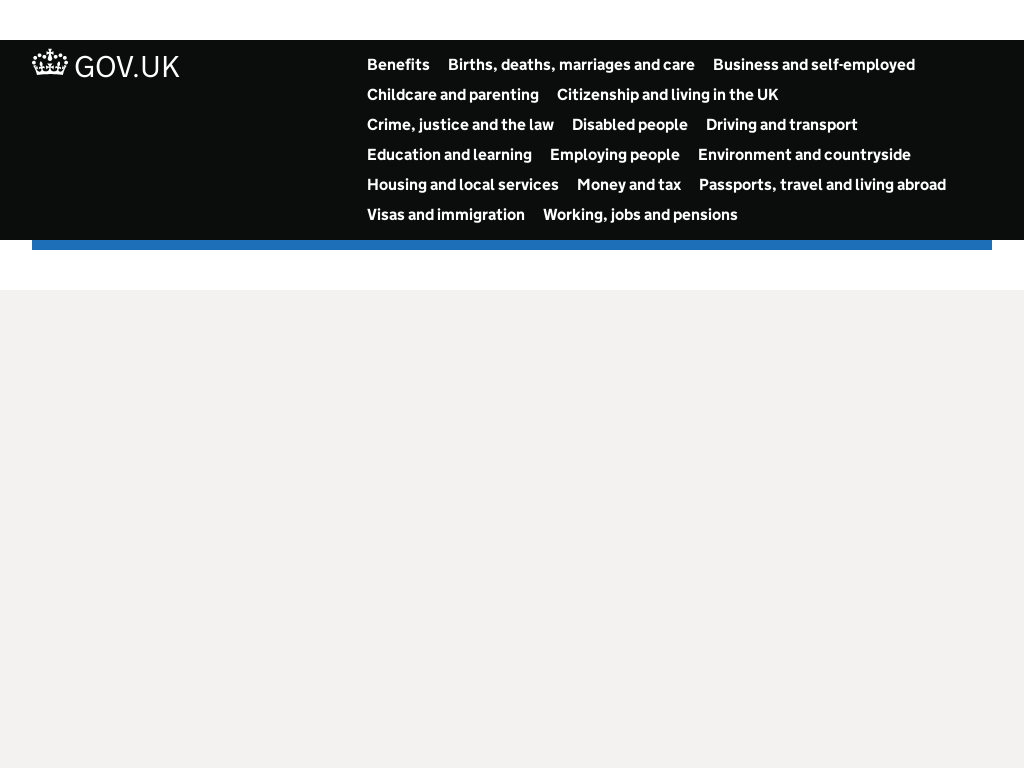 GOV.UK
Benefits Births, deaths, marriages and care Business and self-employed
Childcare and parenting Citizenship and living in the UK
Crime, justice and the law Disabled people Driving and transport
Education and learning Employing people Environment and countryside
Housing and local services Money and tax Passports, travel and living abroad
Visas and immigration Working, jobs and pensions